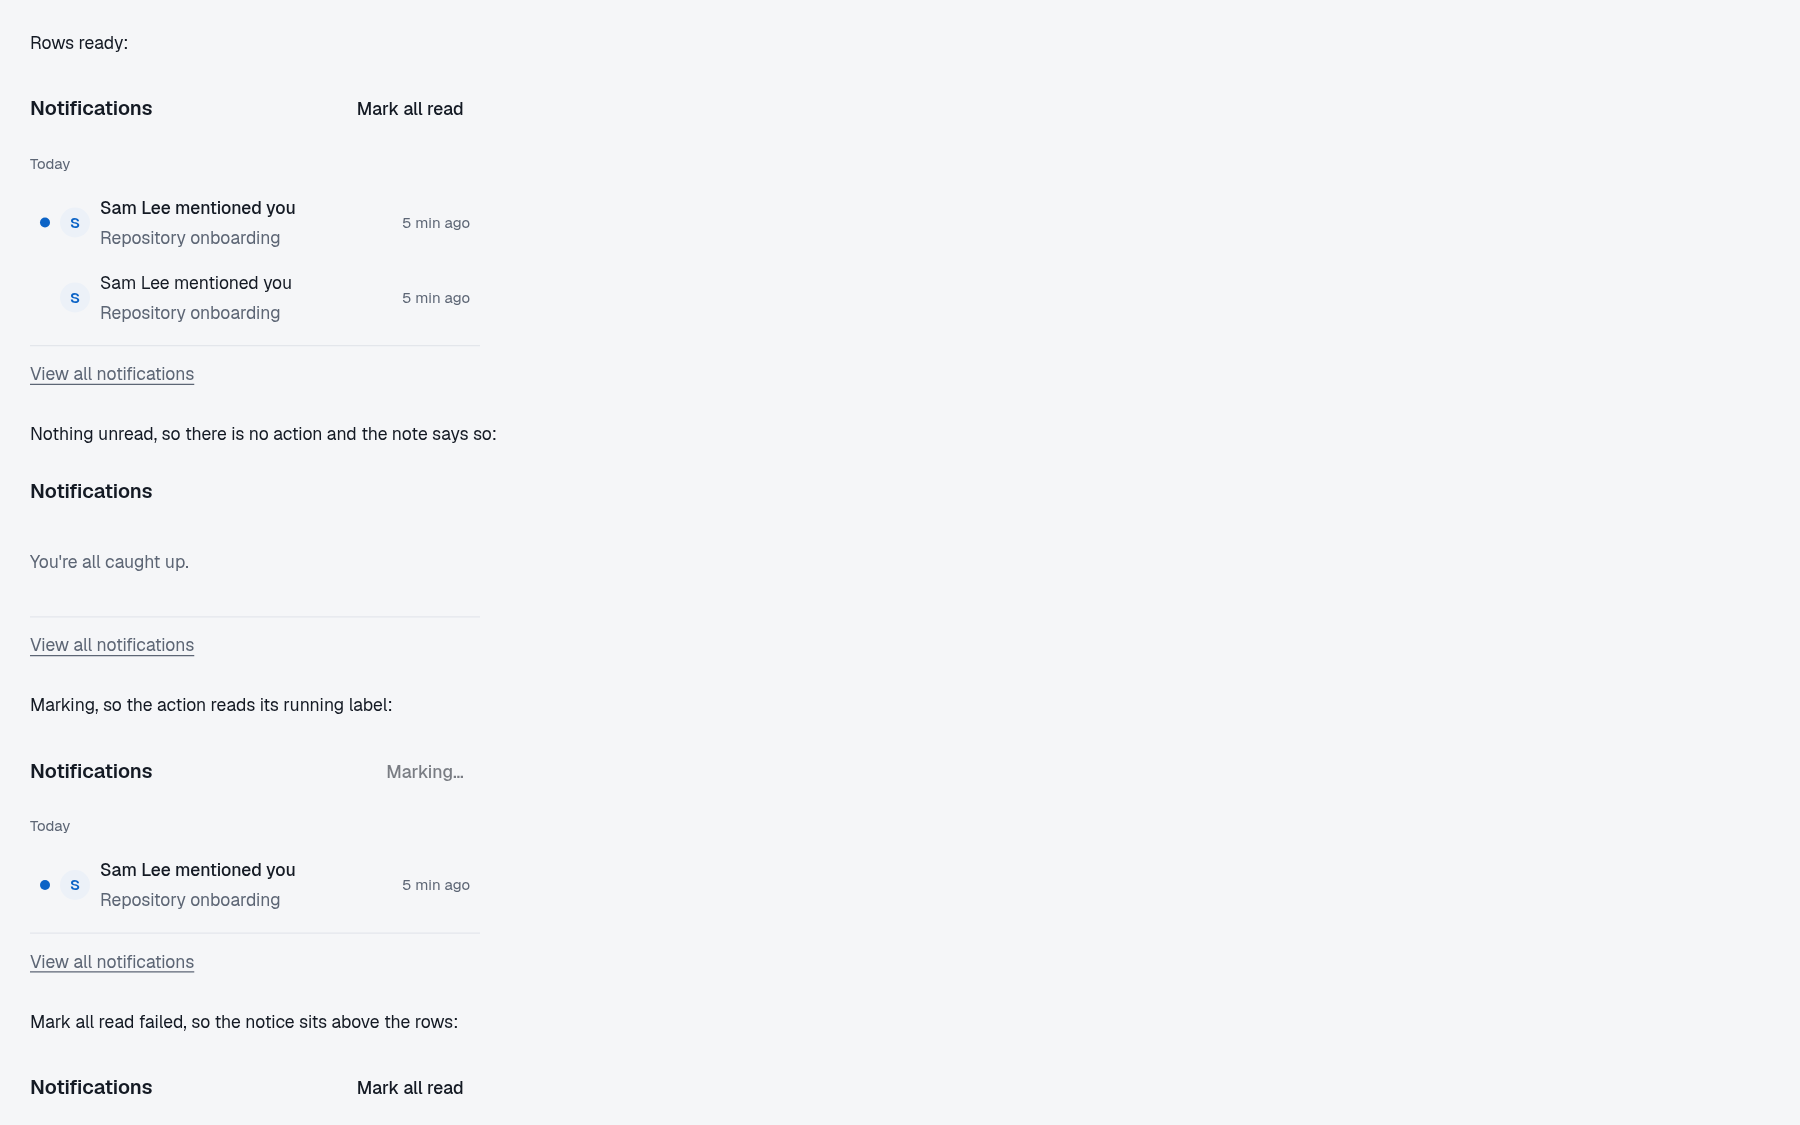 Rows ready:
Notifications
Mark all read
Today
S
Sam Lee mentioned you
5 min ago
Repository onboarding
S
Sam Lee mentioned you
5 min ago
Repository onboarding
View all notifications
Nothing unread, so there is no action and the note says so:
Notifications
You're all caught up.
View all notifications
Marking, so the action reads its running label:
Notifications
Marking…
Today
S
Sam Lee mentioned you
5 min ago
Repository onboarding
View all notifications
Mark all read failed, so the notice sits above the rows:
Notifications
Mark all read